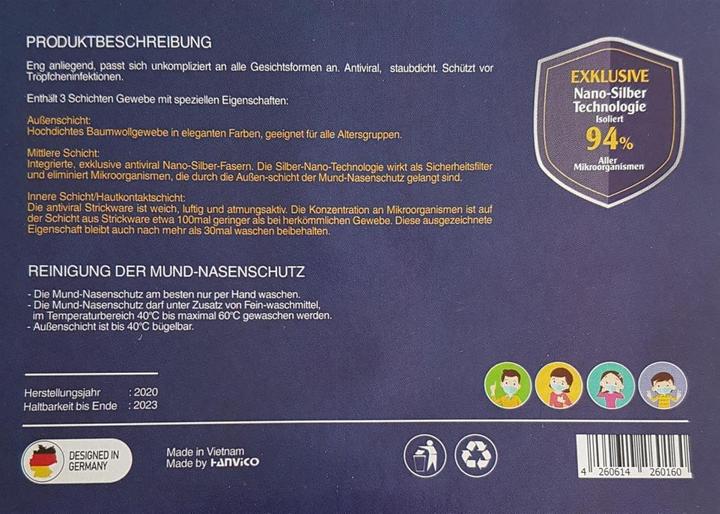 PRODUKTBESCHREIBUNG
Eng anliegend, passt sich unkompliziert an alle Gesichtsformen an. Antiviral, staubdicht. Schützt vor
Tröpfcheninfektionen.
Enthält 3 Schichten Gewebe mit speziellen Eigenschaften:
Außenschicht:
Hochdichtes Baumwollgewebe in eleganten Farben, geeignet für alle Altersgruppen.
Mittlere Schicht:
Integrierte, exklusive antiviral Nano-Silber-Fasern. Die Silber-Nano-Technologie wirkt als Sicherheitsfilter
und eliminiert Mikroorganismen, die durch die Außen-schicht der Mund-Nasenschutz gelangt sind.
Innere Schicht/Hautkontaktschicht:
Die antiviral Strickware ist weich, luftig und atmungsaktiv. Die Konzentration an Mikroorganismen ist auf
der Schicht aus Strickware etwa 100mal geringer als bei herkömmlichen Gewebe. Diese ausgezeichnete
Eigenschaft bleibt auch nach mehr als 30mal waschen beibehalten.
EXKLUSIVE
Nano-Silber
Technologie
Isoliert
94%
Aller
Mikroorganismen
REINIGUNG DER MUND-NASENSCHUTZ
- Die Mund-Nasenschutz am besten nur per Hand waschen.
- Die Mund-Nasenschutz darf unter Zusatz von Fein-waschmittel,
im Temperaturbereich 40°C bis maximal 60°C gewaschen werden.
- Außenschicht ist bis 40°C bügelbar.
Herstellungsjahr : 2020
Haltbarkeit bis Ende : 2023
DESIGNED IN
GERMANY
Made in Vietnam
Made by HANVICO
4 260614 260160